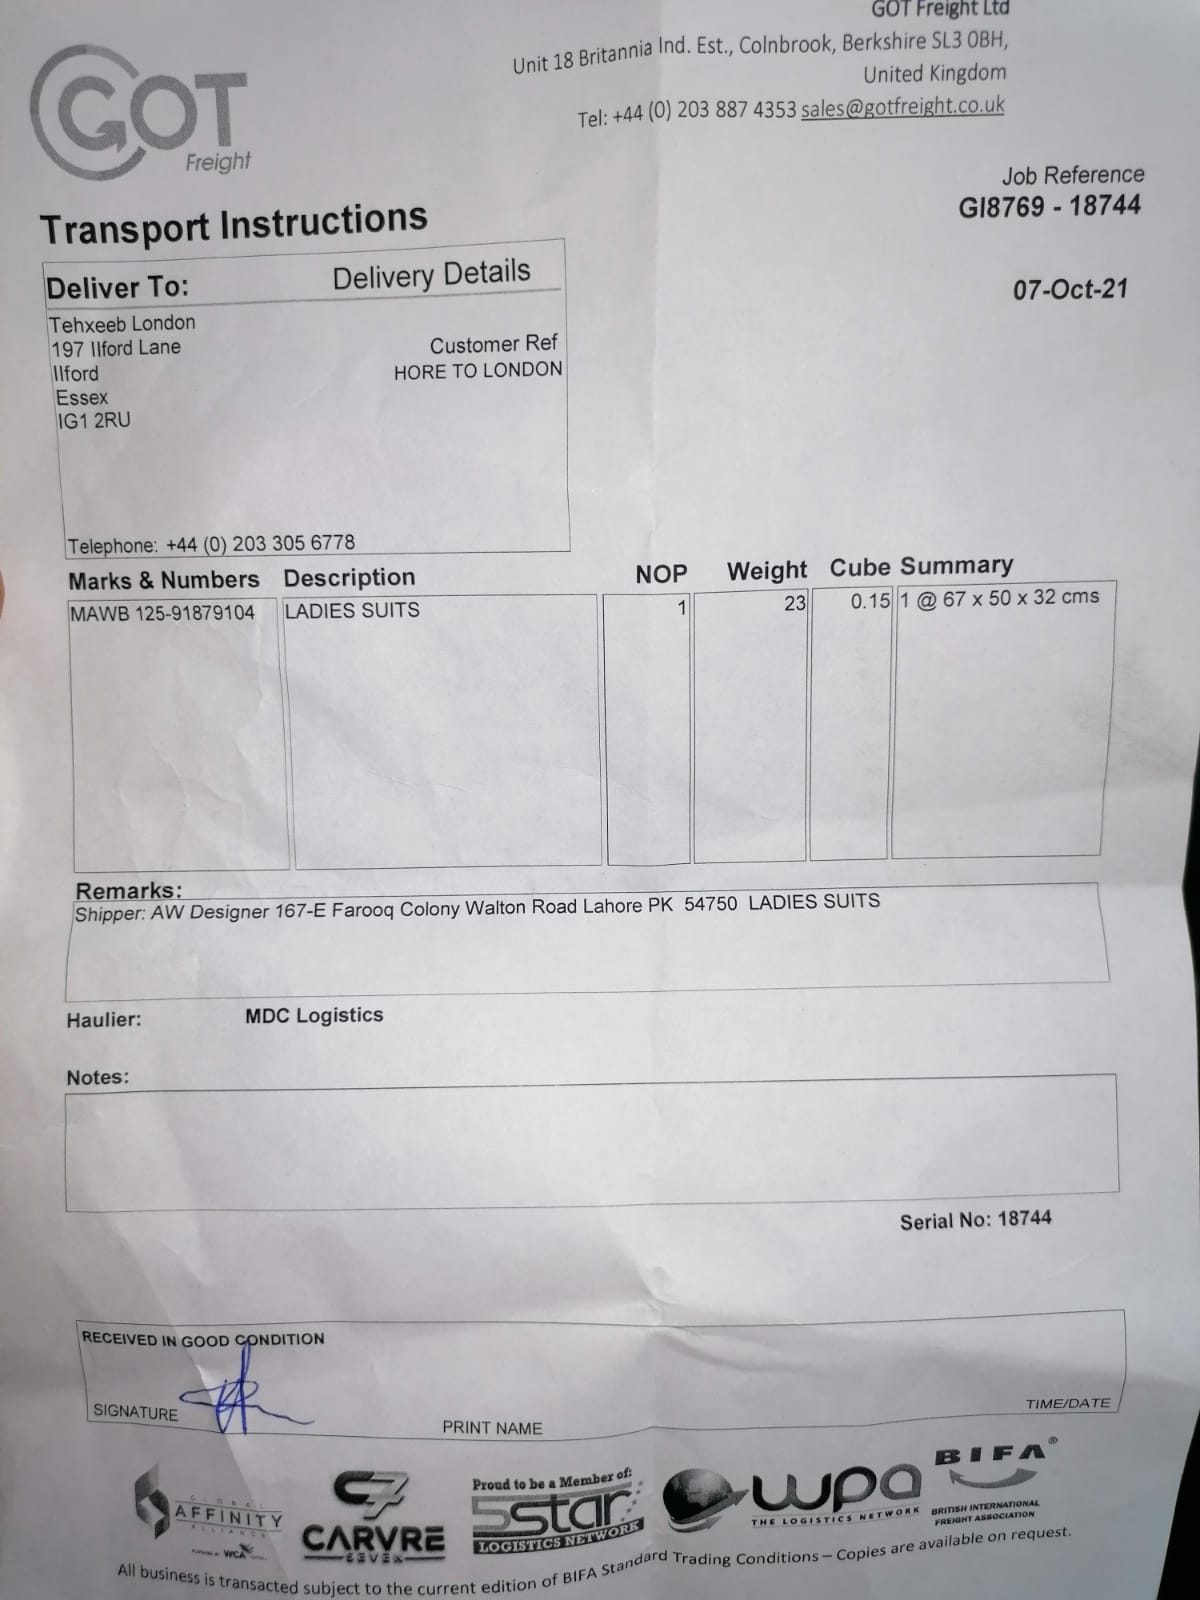 GOT Freight Ltd
Unit 18 Britannia Ind. Est., Colnbrook, Berkshire SL3 0BH,
United Kingdom
Tel: +44 (0) 203 887 4353 sales@gotfreight.co.uk
GOT
Freight
Job Reference
GI8769 - 18744
Transport Instructions
07-Oct-21
Deliver To: Delivery Details
Tehxeeb London
197 Ilford Lane
Ilford
Essex
IG1 2RU
Customer Ref
HORE TO LONDON
Telephone: +44 (0) 203 305 6778
Marks & Numbers Description NOP Weight Cube Summary
MAWB 125-91879104 LADIES SUITS 1 23 0.15 1 @ 67 x 50 x 32 cms
Remarks:
Shipper: AW Designer 167-E Farooq Colony Walton Road Lahore PK 54750 LADIES SUITS
Haulier: MDC Logistics
Notes:
Serial No: 18744
RECEIVED IN GOOD CONDITION
SIGNATURE PRINT NAME TIME/DATE
GLOBAL
AFFINITY
ALLIANCE
WCA
CARVRE
SEVEN
Proud to be a Member of:
5star
LOGISTICS NETWORK
wpa
THE LOGISTICS NETWORK
BIFA®
BRITISH INTERNATIONAL
FREIGHT ASSOCIATION
All business is transacted subject to the current edition of BIFA Standard Trading Conditions – Copies are available on request.